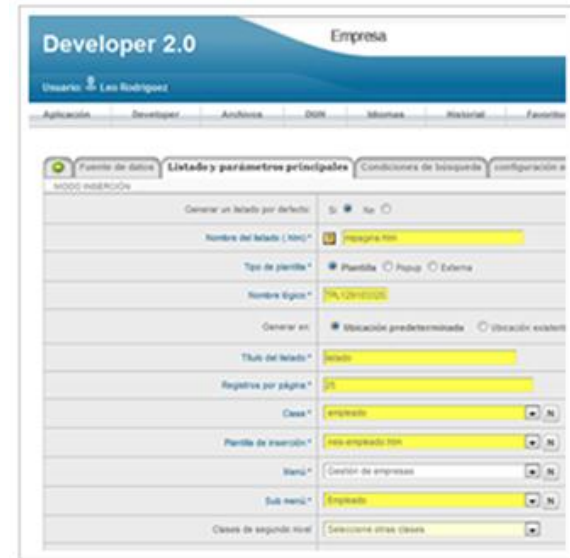 Developer 2.0
Empresa
Usuario: Leo Rodriguez
Aplicación Developer Archivos Idiomas Historial Favoritos
Fuente de datos Listado y parámetros principales Condiciones de búsqueda configuración
MODO INSERCIÓN
Generar un listado por defecto: Si No
Nombre del listado (.htm) * mipagina.htm
Tipo de plantilla * Plantilla Popup Externa
Nombre lógico *
Generar en: Ubicación predeterminada Ubicación
Título del listado * listado
Registros por página * 25
Clase * empleado N
Plantilla de inserción * N
Menú * Gestión de empresas N
Sub menú * Empleado N
Clases de segundo nivel Seleccione otras clases